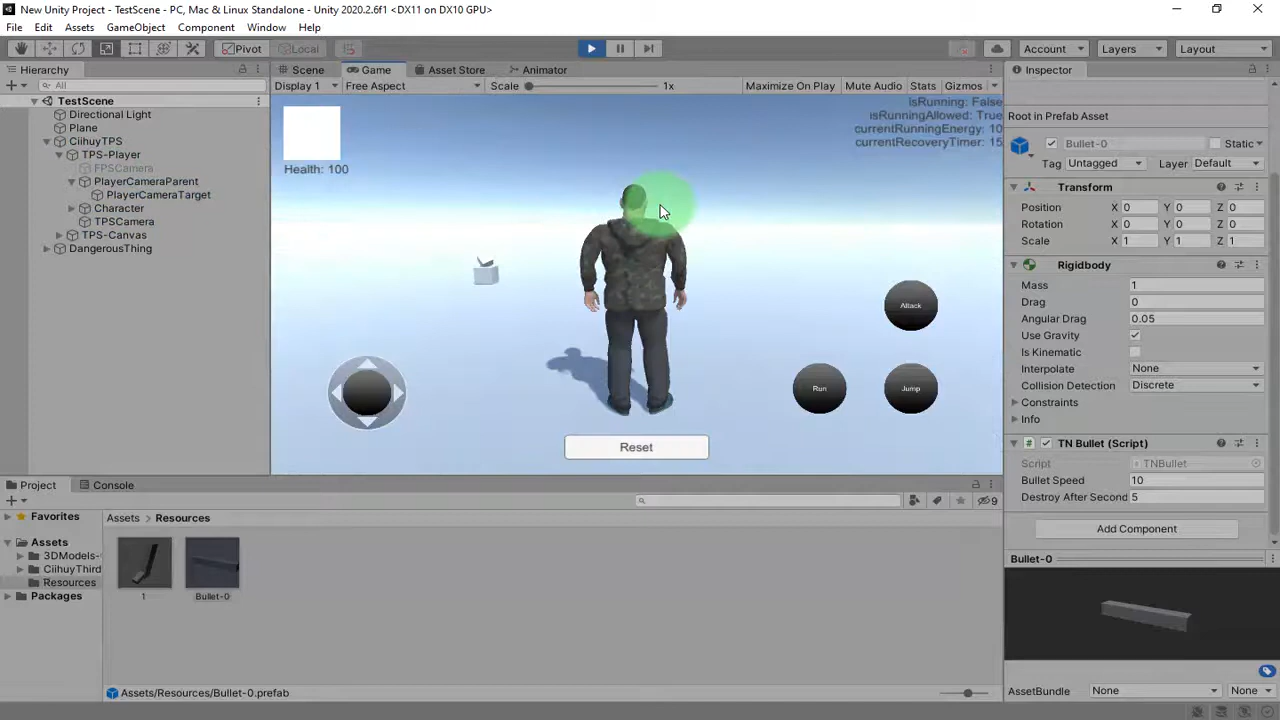 New Unity Project - TestScene - PC, Mac & Linux Standalone - Unity 2020.2.6f1 <DX11 on DX10 GPU>
File Edit Assets GameObject Component Window Help
Pivot Local Account Layers Layout
Hierarchy
All
TestScene
Directional Light
Plane
CiihuyTPS
TPS-Player
FPSCamera
PlayerCameraParent
PlayerCameraTarget
Character
TPSCamera
TPS-Canvas
DangerousThing
Scene Game Asset Store Animator
Display 1 Free Aspect Scale 1x Maximize On Play Mute Audio Stats Gizmos
isRunning: False
isRunningAllowed: True
currentRunningEnergy: 10
currentRecoveryTimer: 15
Health: 100
Attack
Run
Jump
Reset
Inspector
Root in Prefab Asset
Bullet-0 Static
Tag Untagged Layer Default
Transform
Position X 0 Y 0 Z 0
Rotation X 0 Y 0 Z 0
Scale X 1 Y 1 Z 1
Rigidbody
Mass 1
Drag 0
Angular Drag 0.05
Use Gravity
Is Kinematic
Interpolate None
Collision Detection Discrete
Constraints
Info
TN Bullet (Script)
Script TNBullet
Bullet Speed 10
Destroy After Second 5
Add Component
Bullet-0
AssetBundle None None
Project Console
9
Favorites
Assets
3DModels-
CiihuyThird
Resources
Packages
Assets > Resources
1
Bullet-0
Assets/Resources/Bullet-0.prefab